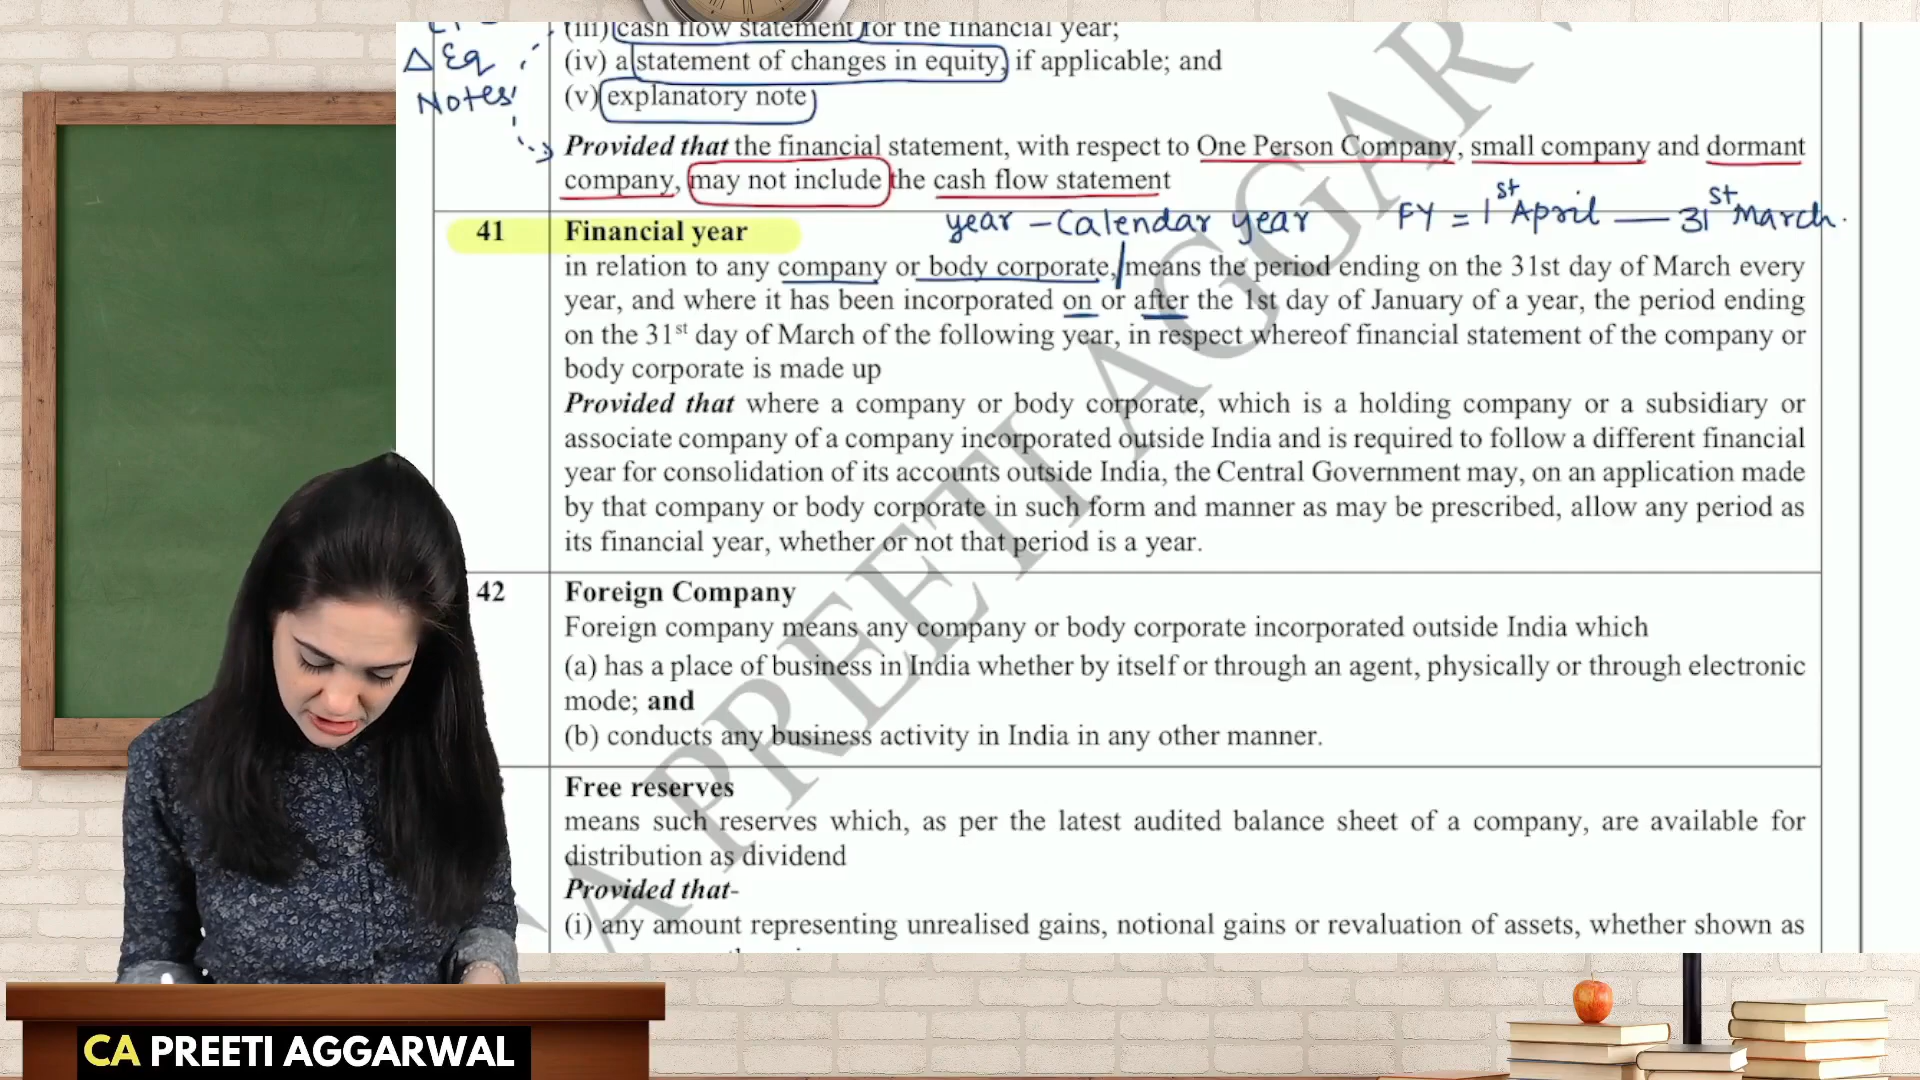 (iii) cash flow statement for the financial year;
Δ Eq
(iv) a statement of changes in equity, if applicable; and
Notes
(v) explanatory note
Provided that the financial statement, with respect to One Person Company, small company and dormant
company, may not include the cash flow statement
year - Calendar year FY = 1st April — 31st March.
41 Financial year
in relation to any company or body corporate, means the period ending on the 31st day of March every
year, and where it has been incorporated on or after the 1st day of January of a year, the period ending
on the 31st day of March of the following year, in respect whereof financial statement of the company or
body corporate is made up
Provided that where a company or body corporate, which is a holding company or a subsidiary or
associate company of a company incorporated outside India and is required to follow a different financial
year for consolidation of its accounts outside India, the Central Government may, on an application made
by that company or body corporate in such form and manner as may be prescribed, allow any period as
its financial year, whether or not that period is a year.
42 Foreign Company
Foreign company means any company or body corporate incorporated outside India which
(a) has a place of business in India whether by itself or through an agent, physically or through electronic
mode; and
(b) conducts any business activity in India in any other manner.
Free reserves
means such reserves which, as per the latest audited balance sheet of a company, are available for
distribution as dividend
Provided that-
(i) any amount representing unrealised gains, notional gains or revaluation of assets, whether shown as
CA PREETI AGGARWAL